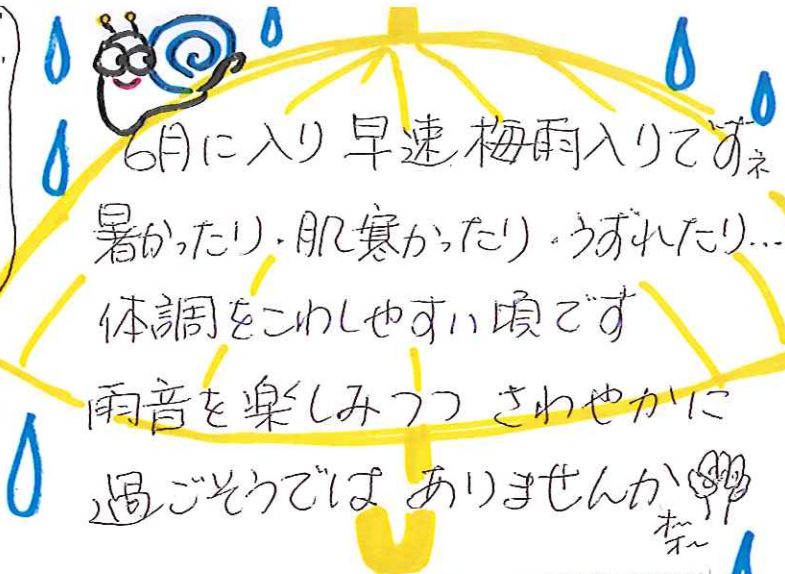 6月に入り 早速 梅雨入りですネ
暑かったり・肌寒かったり・うずれたり…
体調をこわしやすい頃です
雨音を楽しみつつ さわやかに
過ごそうでは ありませんか
オ〜
オ〜